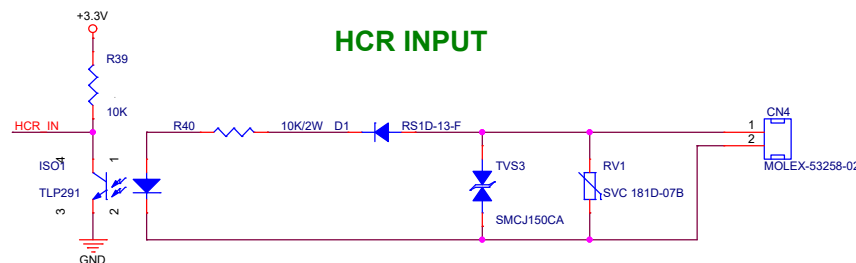 +3.3V
HCR INPUT
R39
10K
HCR_IN
R40
10K/2W
D1
RS1D-13-F
CN4
1
2
MOLEX-53258-02
4
1
ISO1
TLP291
3
2
TVS3
SMCJ150CA
RV1
SVC 181D-07B
GND